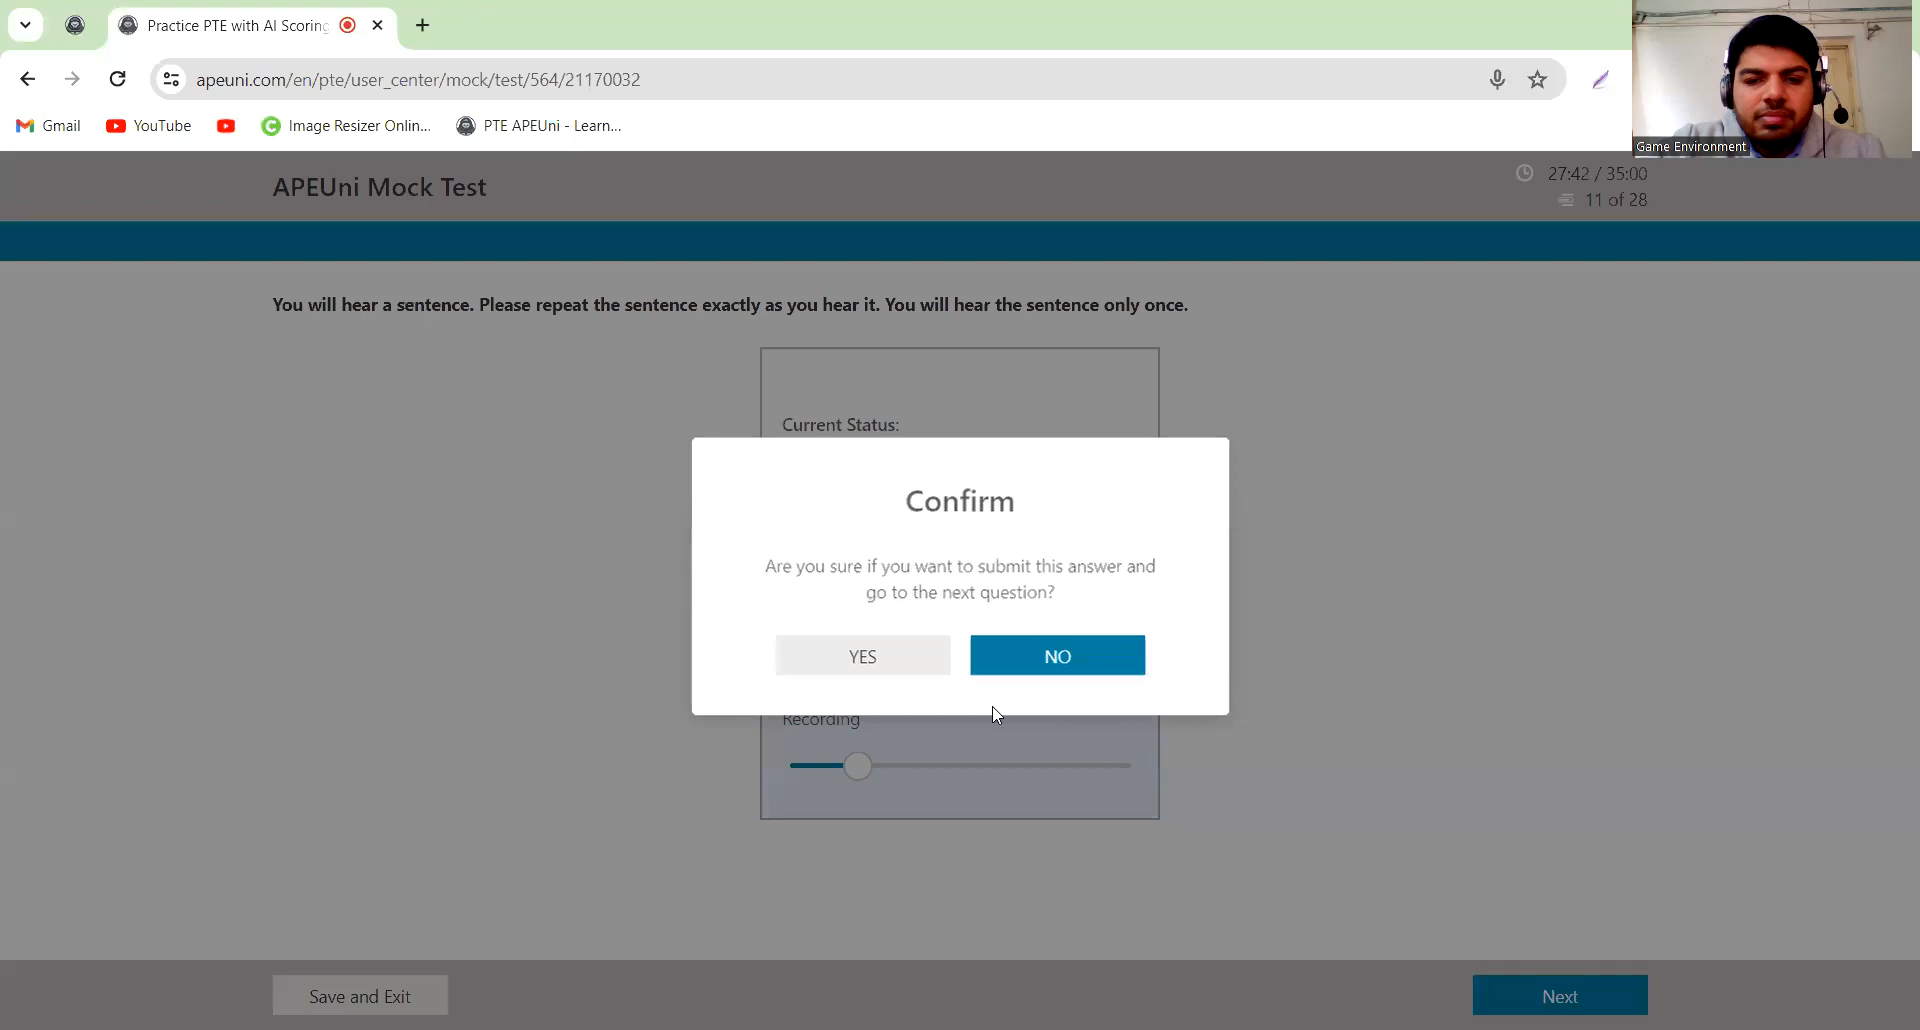 Practice PTE with AI Scoring
apeuni.com/en/pte/user_center/mock/test/564/21170032
Gmail
YouTube
Image Resizer Onlin...
PTE APEUni - Learn...
Game Environment
APEUni Mock Test
27:42 / 35:00
11 of 28
You will hear a sentence. Please repeat the sentence exactly as you hear it. You will hear the sentence only once.
Current Status:
Confirm
Are you sure if you want to submit this answer and
go to the next question?
YES
NO
Recording
Save and Exit
Next